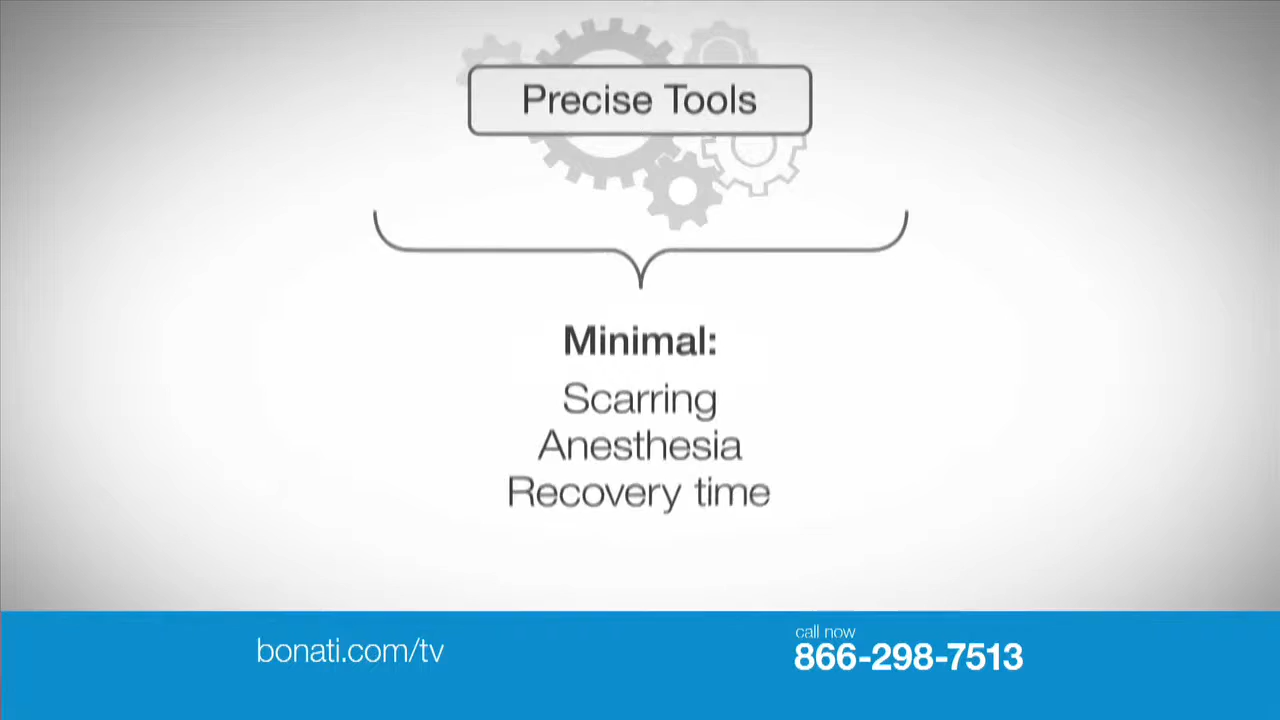 Precise Tools
Minimal:
Scarring
Anesthesia
Recovery time
bonati.com/tv
call now
866-298-7513